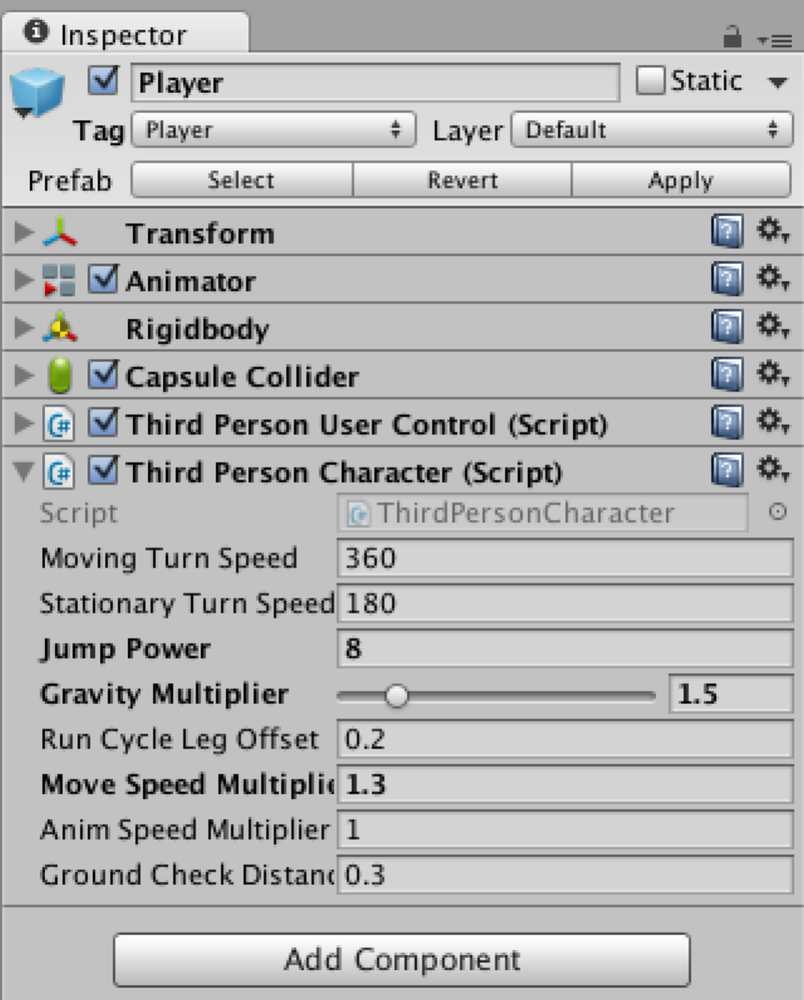 Inspector
Player Static
Tag Player Layer Default
Prefab Select Revert Apply
Transform
Animator
Rigidbody
Capsule Collider
C# Third Person User Control (Script)
C# Third Person Character (Script)
Script C# ThirdPersonCharacter
Moving Turn Speed 360
Stationary Turn Speed 180
Jump Power 8
Gravity Multiplier 1.5
Run Cycle Leg Offset 0.2
Move Speed Multiplie 1.3
Anim Speed Multiplier 1
Ground Check Distanc 0.3
Add Component